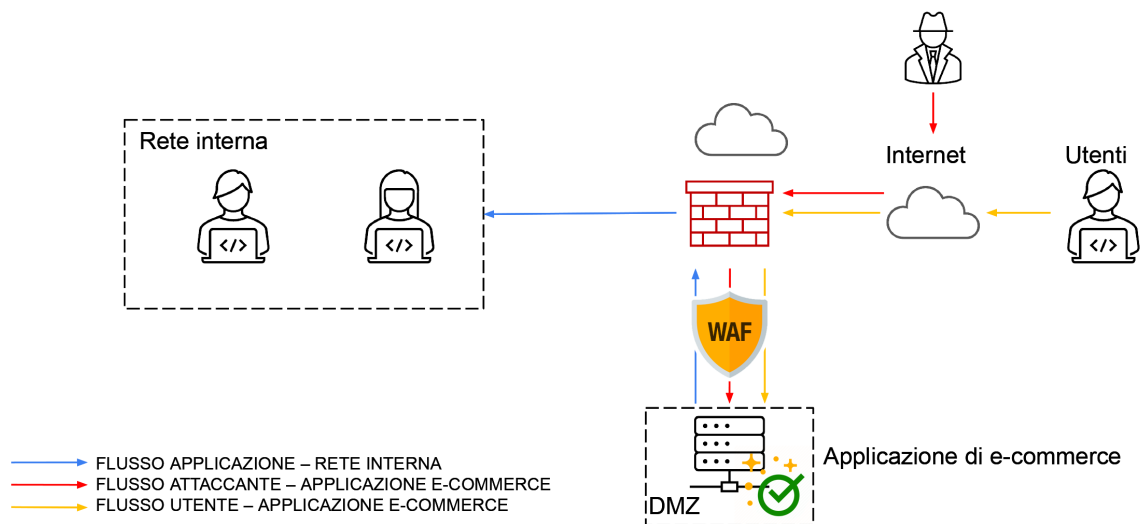 Rete interna
Internet
Utenti
</>
</>
</>
WAF
Applicazione di e-commerce
DMZ
FLUSSO APPLICAZIONE – RETE INTERNA
FLUSSO ATTACCANTE – APPLICAZIONE E-COMMERCE
FLUSSO UTENTE – APPLICAZIONE E-COMMERCE